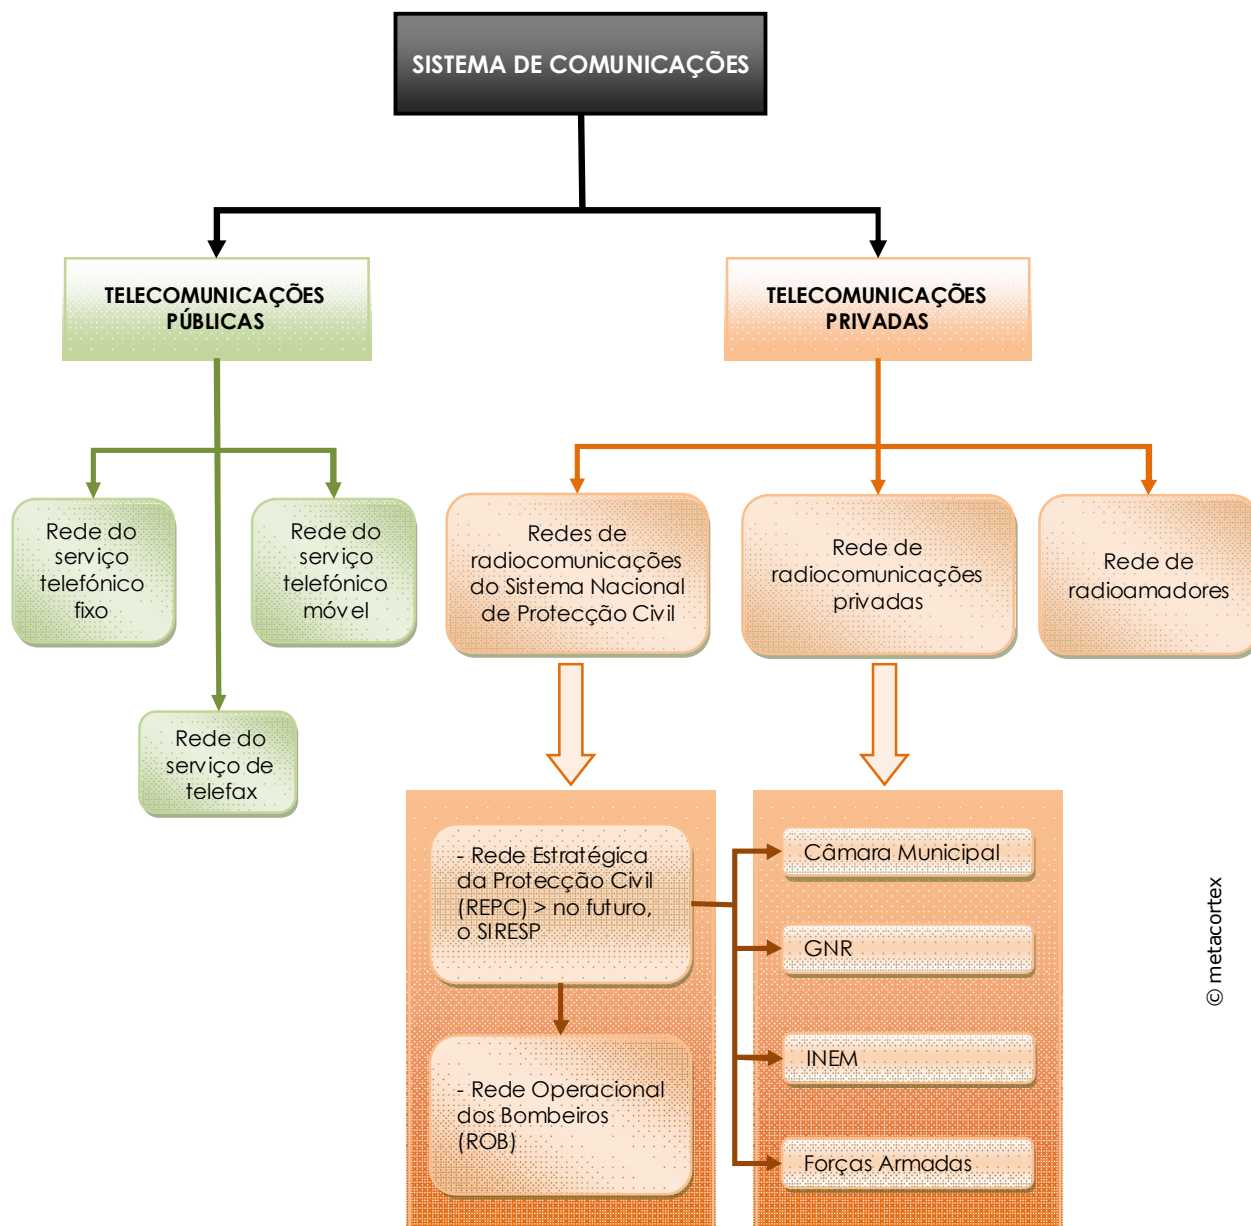 SISTEMA DE COMUNICAÇÕES
TELECOMUNICAÇÕES
PÚBLICAS
TELECOMUNICAÇÕES
PRIVADAS
Rede do
serviço
telefónico
fixo
Rede do
serviço
telefónico
móvel
Redes de
radiocomunicações
do Sistema Nacional
de Protecção Civil
Rede de
radiocomunicações
privadas
Rede de
radioamadores
Rede do
serviço de
telefax
- Rede Estratégica
da Protecção Civil
(REPC) > no futuro,
o SIRESP
- Rede Operacional
dos Bombeiros
(ROB)
Câmara Municipal
GNR
INEM
Forças Armadas
© metacortex